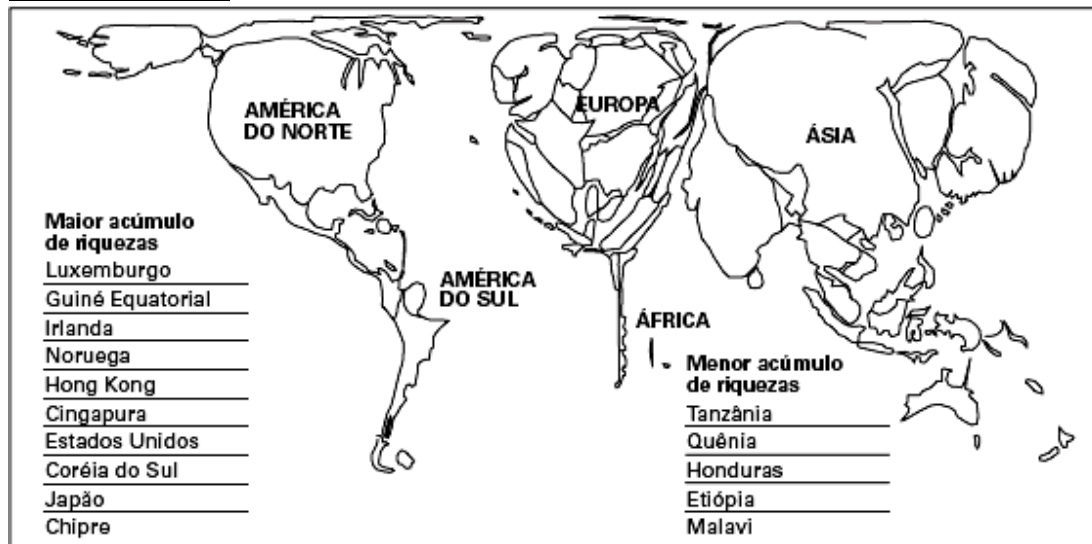 AMÉRICA
DO NORTE
EUROPA
ÁSIA
Maior acúmulo
de riquezas
Luxemburgo
Guiné Equatorial
Irlanda
Noruega
Hong Kong
Cingapura
Estados Unidos
Coréia do Sul
Japão
Chipre
AMÉRICA
DO SUL
ÁFRICA
Menor acúmulo
de riquezas
Tanzânia
Quênia
Honduras
Etiópia
Malavi